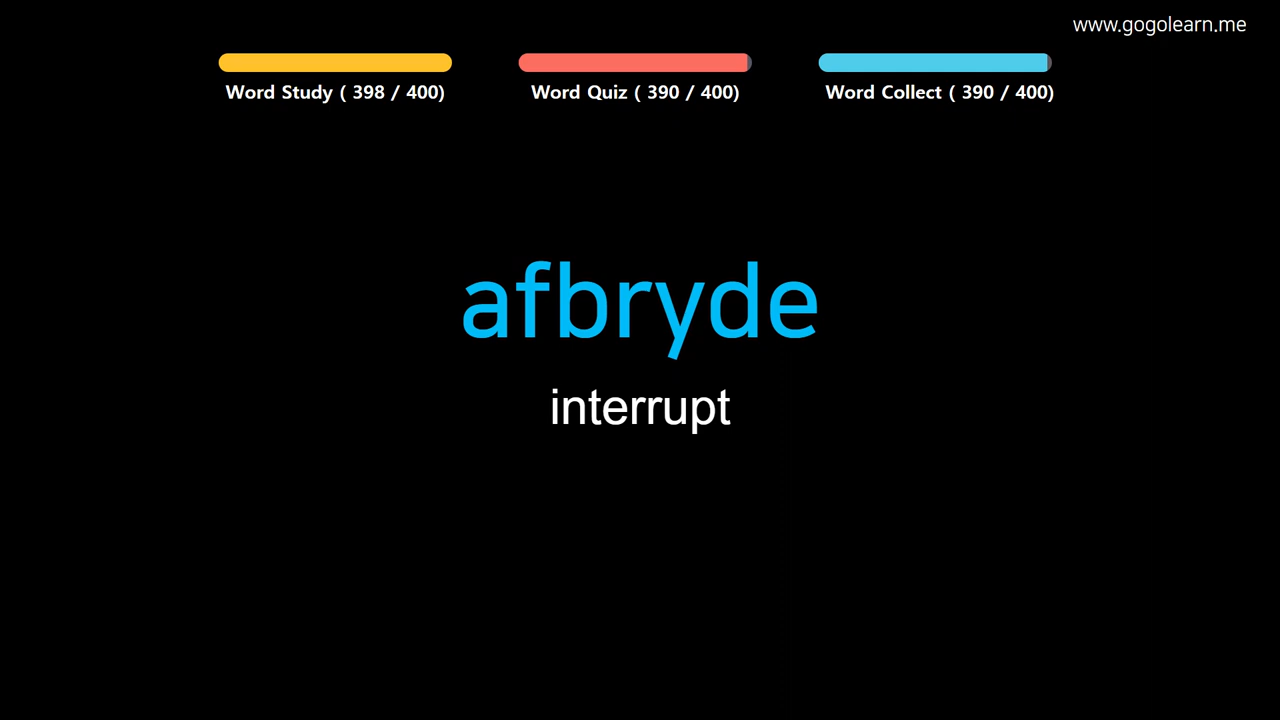 www.gogolearn.me
Word Study ( 398 / 400)
Word Quiz ( 390 / 400)
Word Collect ( 390 / 400)
afbryde
interrupt